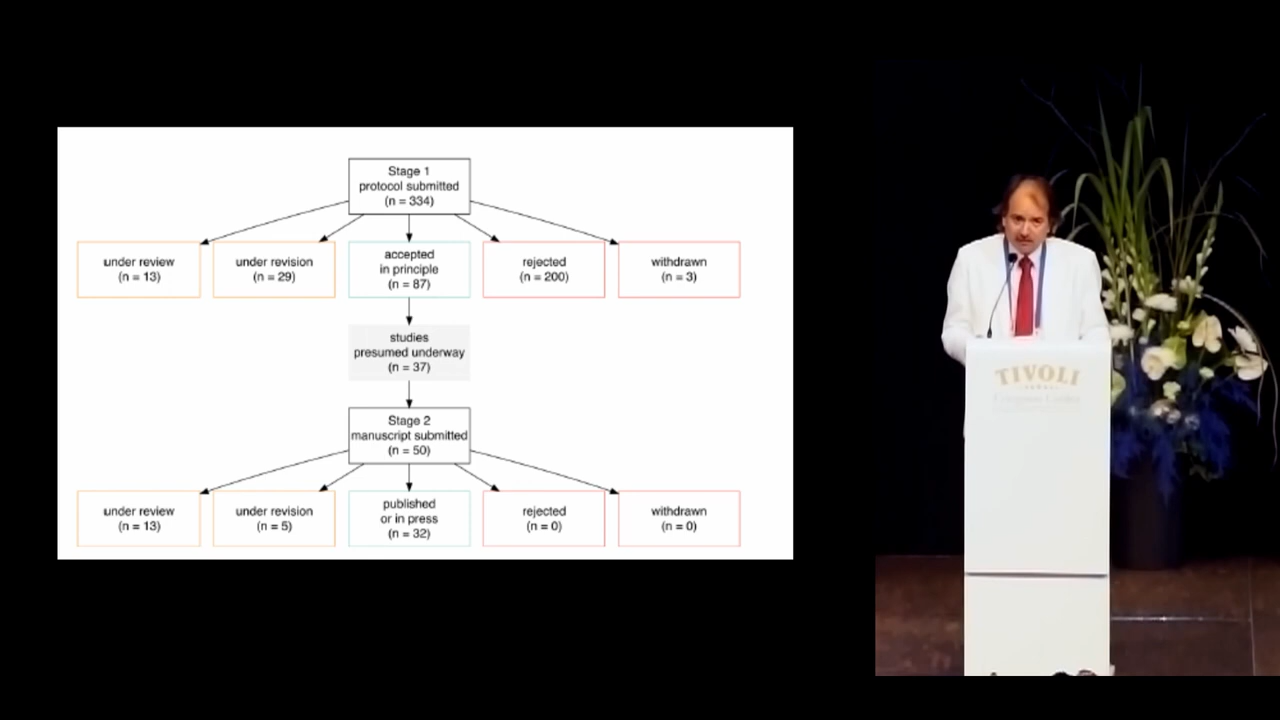 Stage 1
protocol submitted
(n = 334)
under review
(n = 13)
under revision
(n = 29)
accepted
in principle
(n = 87)
rejected
(n = 200)
withdrawn
(n = 3)
studies
presumed underway
(n = 37)
Stage 2
manuscript submitted
(n = 50)
under review
(n = 13)
under revision
(n = 5)
published
or in press
(n = 32)
rejected
(n = 0)
withdrawn
(n = 0)
TIVOLI